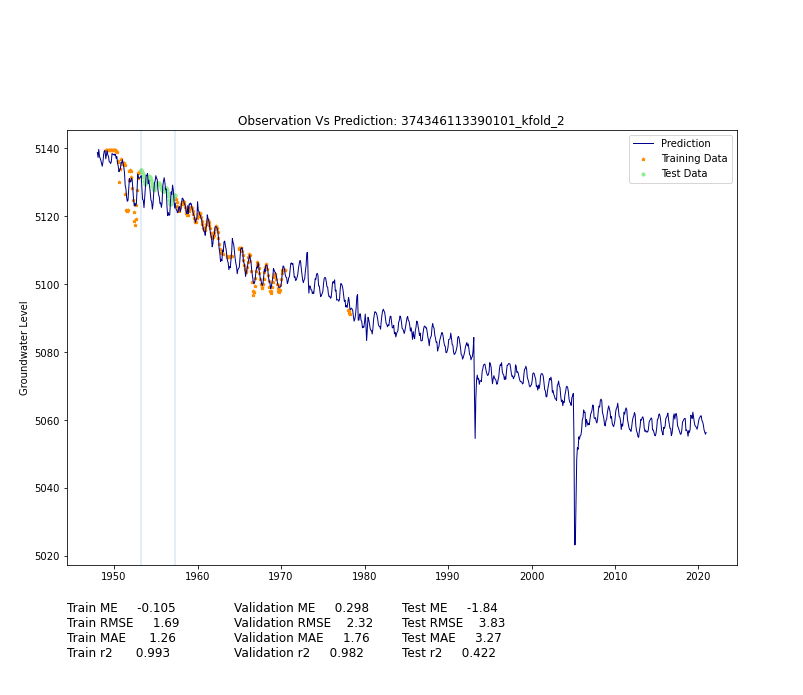 Observation Vs Prediction: 374346113390101_kfold_2
Prediction
Training Data
Test Data
Groundwater Level
5140
5120
5100
5080
5060
5040
5020
1950 1960 1970 1980 1990 2000 2010 2020
Train ME -0.105 Validation ME 0.298 Test ME -1.84
Train RMSE 1.69 Validation RMSE 2.32 Test RMSE 3.83
Train MAE 1.26 Validation MAE 1.76 Test MAE 3.27
Train r2 0.993 Validation r2 0.982 Test r2 0.422